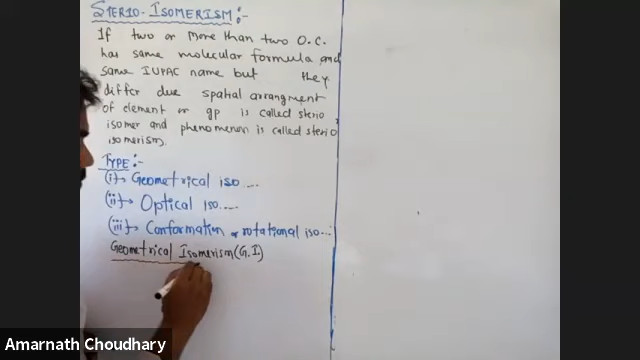 STERIO-ISOMERISM:-
If two or more than two O.C.
has same molecular formula and
same IUPAC name but they
differ due spatial arrangment
of element or gp is called sterio
isomer and phenomenon is called sterio
isomerism.
TYPE:-
(i)→ Geometrical iso....
(ii)→ Optical iso.....
(iii)→ Conformation or rotational iso...
Geometrical Isomerism(G.I.)
Amarnath Choudhary